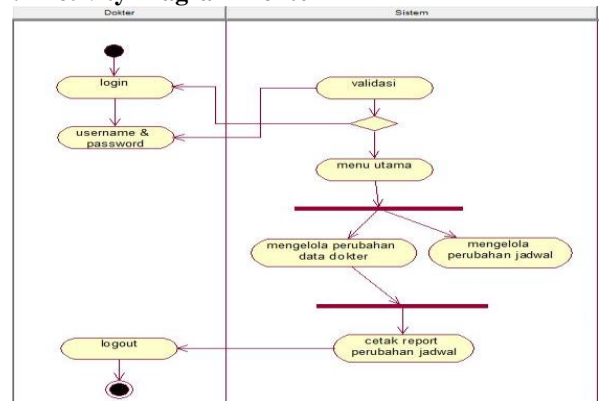 Dokter
Sistem
login
validasi
username &
password
menu utama
mengelola perubahan
data dokter
mengelola
perubahan jadwal
logout
cetak report
perubahan jadwal